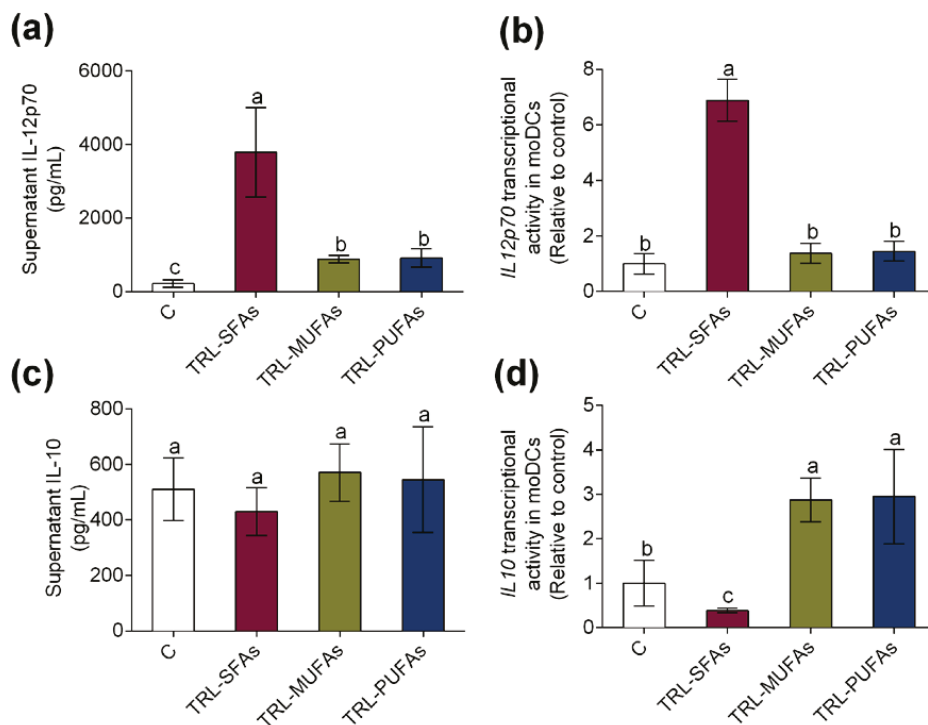 (a)
Supernatant IL-12p70
(pg/mL)
6000
4000
2000
0
c
a
b
b
C
TRL-SFAs
TRL-MUFAs
TRL-PUFAs
(b)
IL12p70 transcriptional
activity in moDCs
(Relative to control)
8
6
4
2
0
b
a
b
b
C
TRL-SFAs
TRL-MUFAs
TRL-PUFAs
(c)
Supernatant IL-10
(pg/mL)
800
600
400
200
0
a
a
a
a
C
TRL-SFAs
TRL-MUFAs
TRL-PUFAs
(d)
IL10 transcriptional
activity in moDCs
(Relative to control)
5
4
3
2
1
0
b
c
a
a
C
TRL-SFAs
TRL-MUFAs
TRL-PUFAs